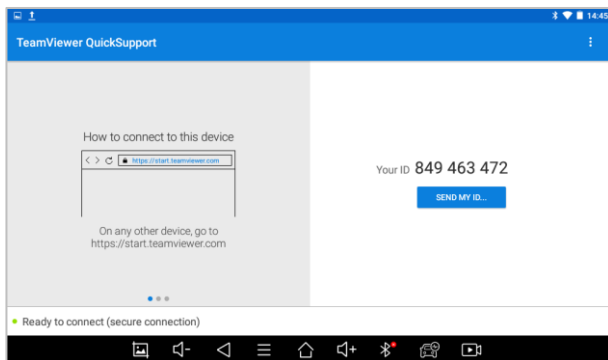 14:45
TeamViewer QuickSupport
How to connect to this device
https://start.teamviewer.com
On any other device, go to
https://start.teamviewer.com
Your ID 849 463 472
SEND MY ID...
Ready to connect (secure connection)